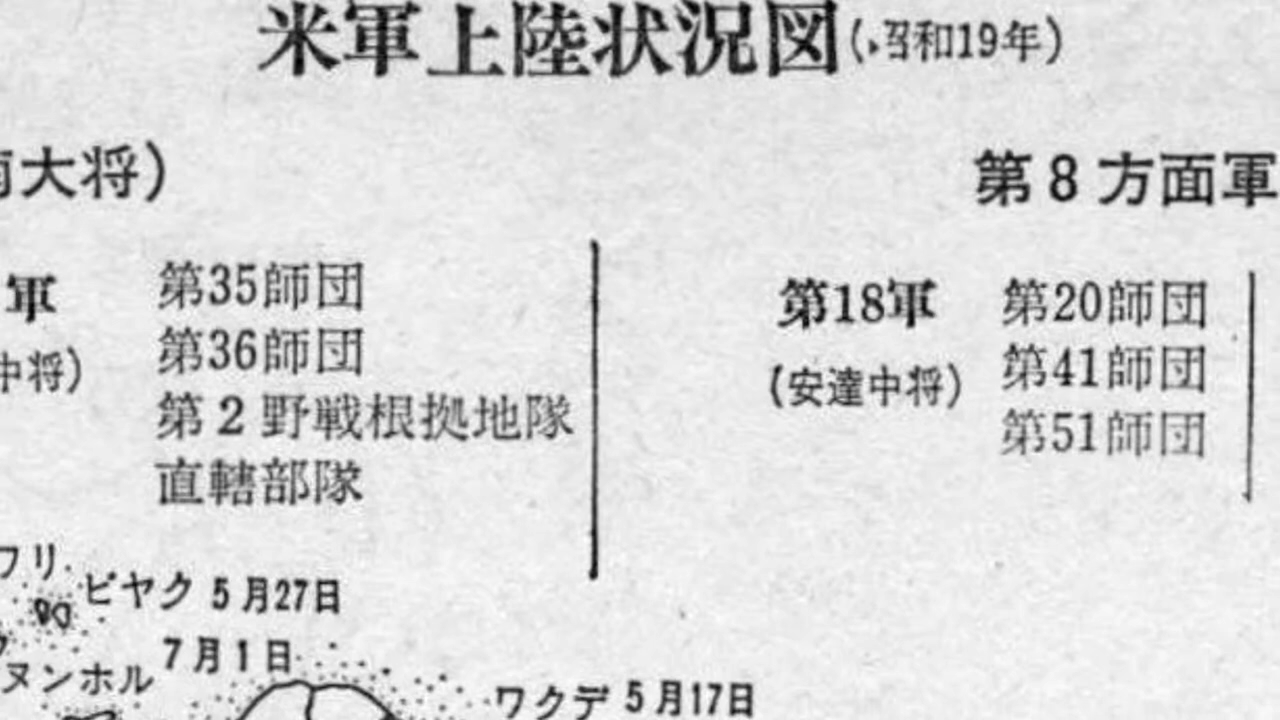 米軍上陸状況図(昭和19年)
大将)
第8方面軍
軍
第35師団
第36師団
第2野戦根拠地隊
直轄部隊
中将)
第18軍
(安達中将)
第20師団
第41師団
第51師団
ワリ
ビヤク 5月27日
ヌンホル 7月1日
ワクデ 5月17日